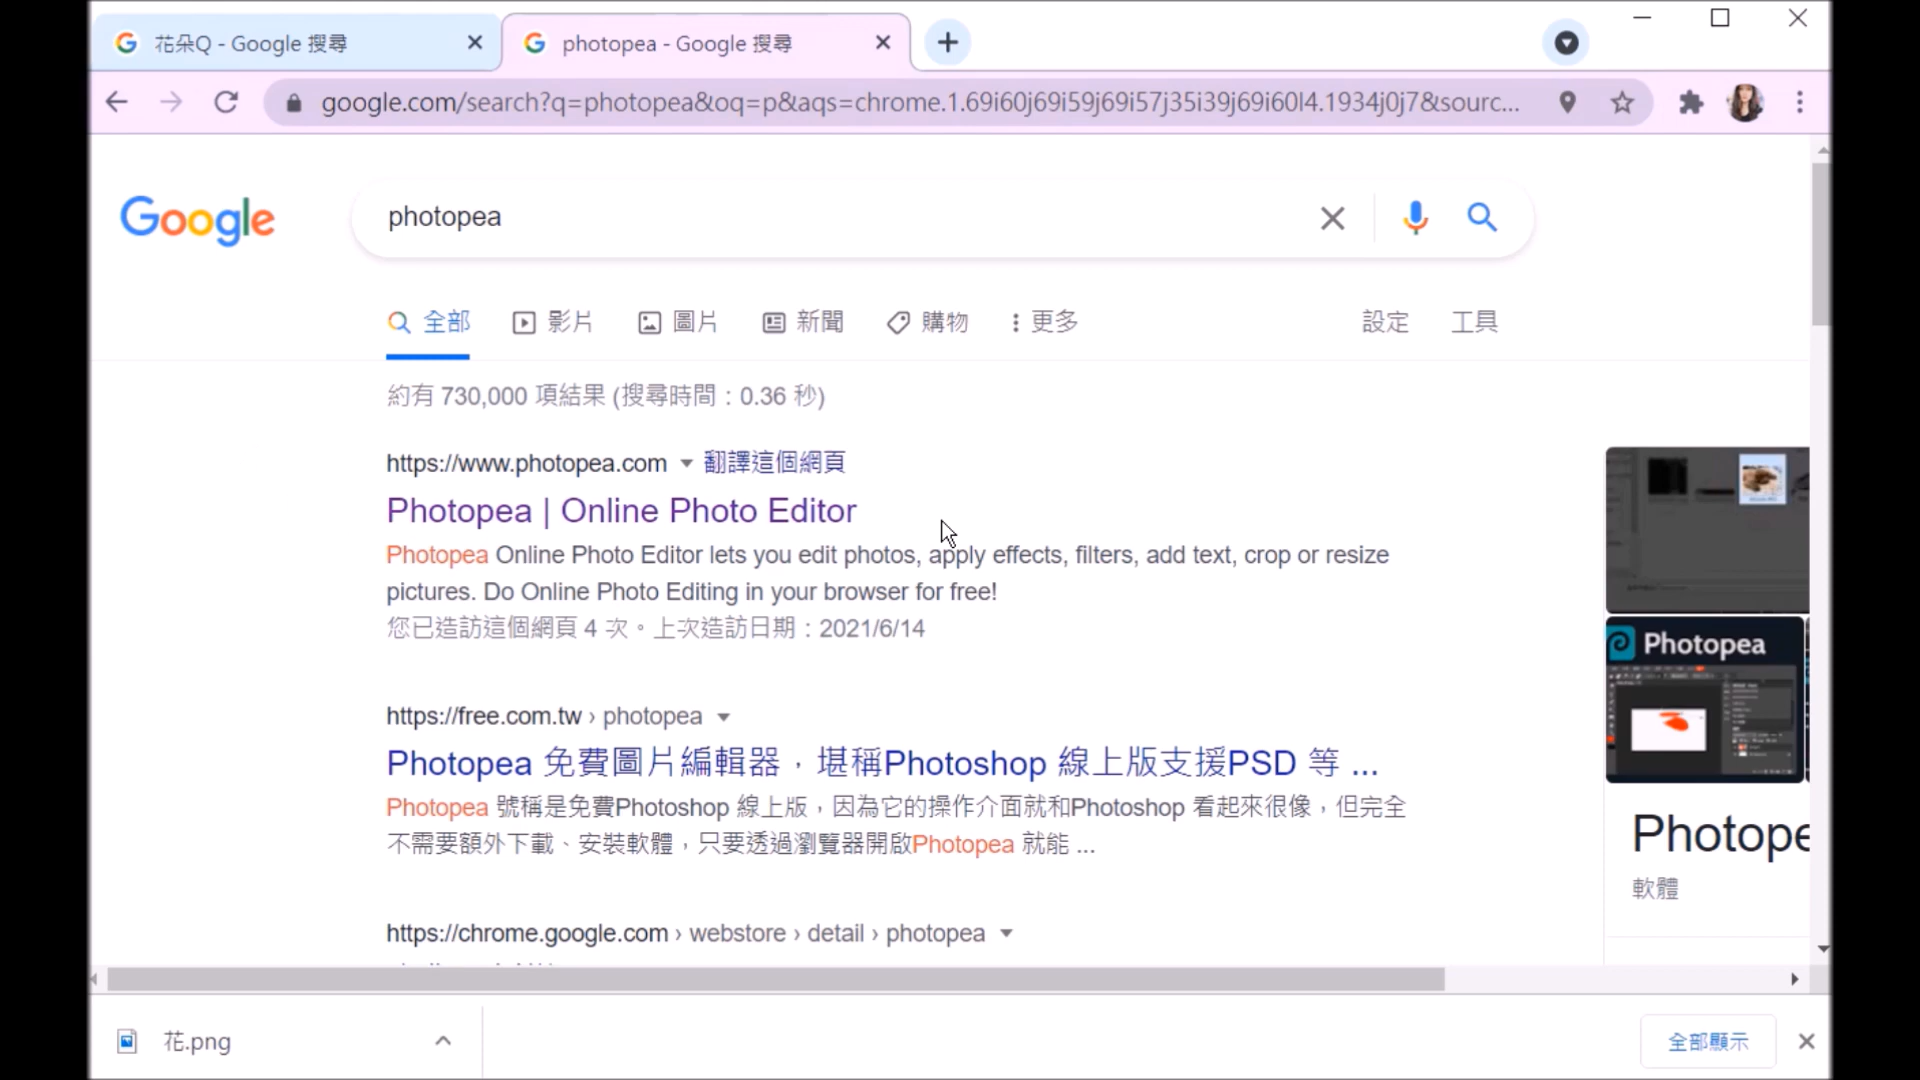 花朵Q - Google 搜尋
photopea - Google 搜尋
google.com/search?q=photopea&oq=p&aqs=chrome.1.69i60j69i59j69i57j35i39j69i60l4.1934j0j7&sourc...
Google
photopea
全部 影片 圖片 新聞 購物 更多 設定 工具
約有 730,000 項結果 (搜尋時間：0.36 秒)
https://www.photopea.com 翻譯這個網頁
Photopea | Online Photo Editor
Photopea Online Photo Editor lets you edit photos, apply effects, filters, add text, crop or resize
pictures. Do Online Photo Editing in your browser for free!
您已造訪這個網頁 4 次。上次造訪日期：2021/6/14
https://free.com.tw › photopea
Photopea 免費圖片編輯器，堪稱Photoshop 線上版支援PSD 等 ...
Photopea 號稱是免費Photoshop 線上版，因為它的操作介面就和Photoshop 看起來很像，但完全
不需要額外下載、安裝軟體，只要透過瀏覽器開啟Photopea 就能 ...
https://chrome.google.com › webstore › detail › photopea
Photopea
Photope
軟體
花.png
全部顯示